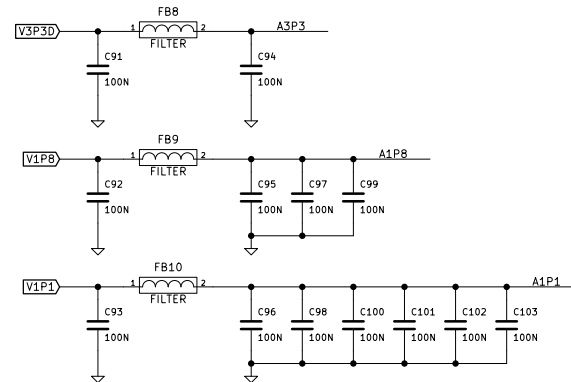 FB8
V3P3D 1 2 A3P3
FILTER
C91 C94
100N 100N
FB9
V1P8 1 2 A1P8
FILTER
C92 C95 C97 C99
100N 100N 100N 100N
FB10
V1P1 1 2 A1P1
FILTER
C93 C96 C98 C100 C101 C102 C103
100N 100N 100N 100N 100N 100N 100N